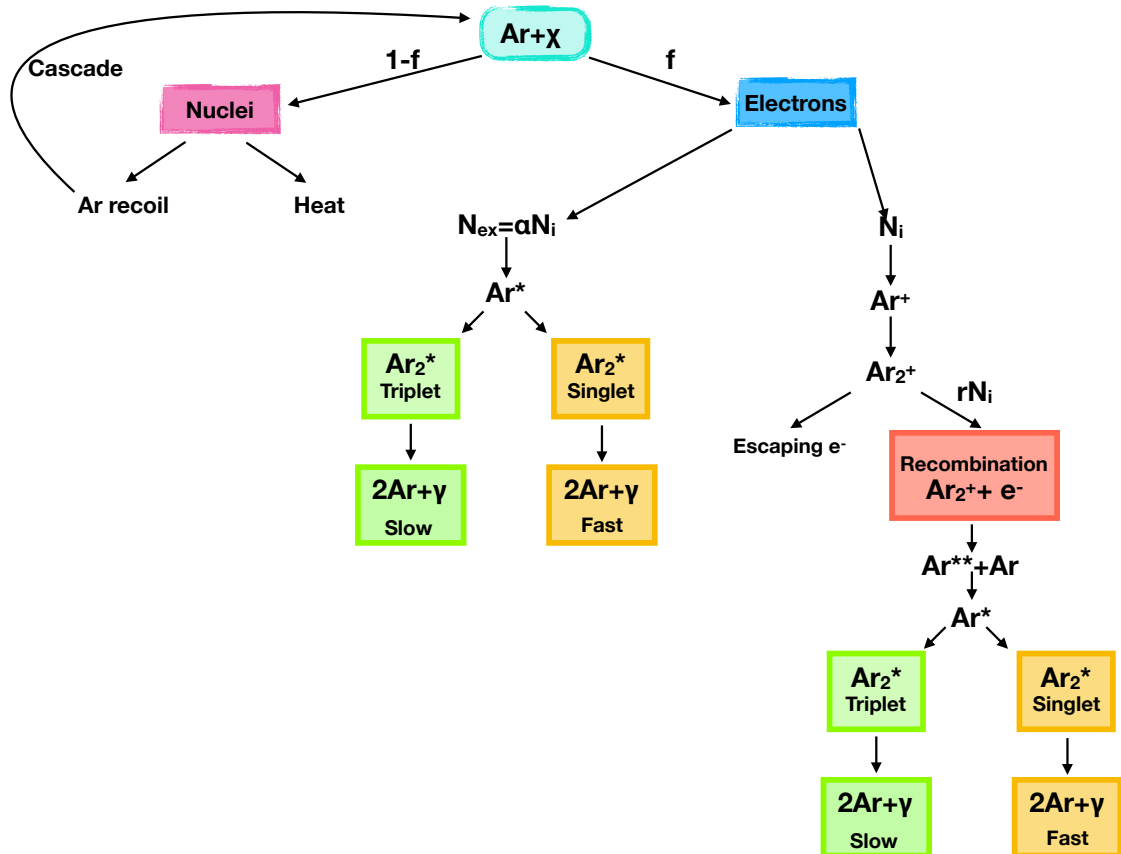 Ar+χ
Cascade
1-f
f
Nuclei
Electrons
Ar recoil
Heat
Nₑₓ=αNᵢ
Nᵢ
Ar*
Ar⁺
Ar₂*
Triplet
Ar₂*
Singlet
Ar₂⁺
rNᵢ
Escaping e⁻
Recombination
Ar₂⁺+ e⁻
2Ar+γ
Slow
2Ar+γ
Fast
Ar**+Ar
Ar*
Ar₂*
Triplet
Ar₂*
Singlet
2Ar+γ
Slow
2Ar+γ
Fast